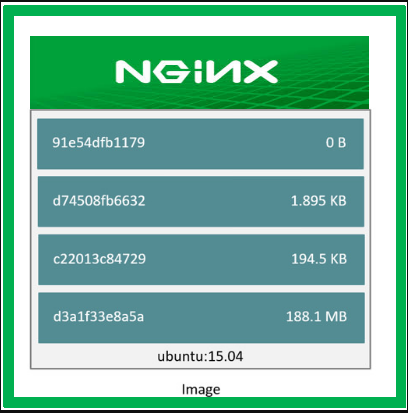 NGiNX
91e54dfb1179 0 B
d74508fb6632 1.895 KB
c22013c84729 194.5 KB
d3a1f33e8a5a 188.1 MB
ubuntu:15.04
Image